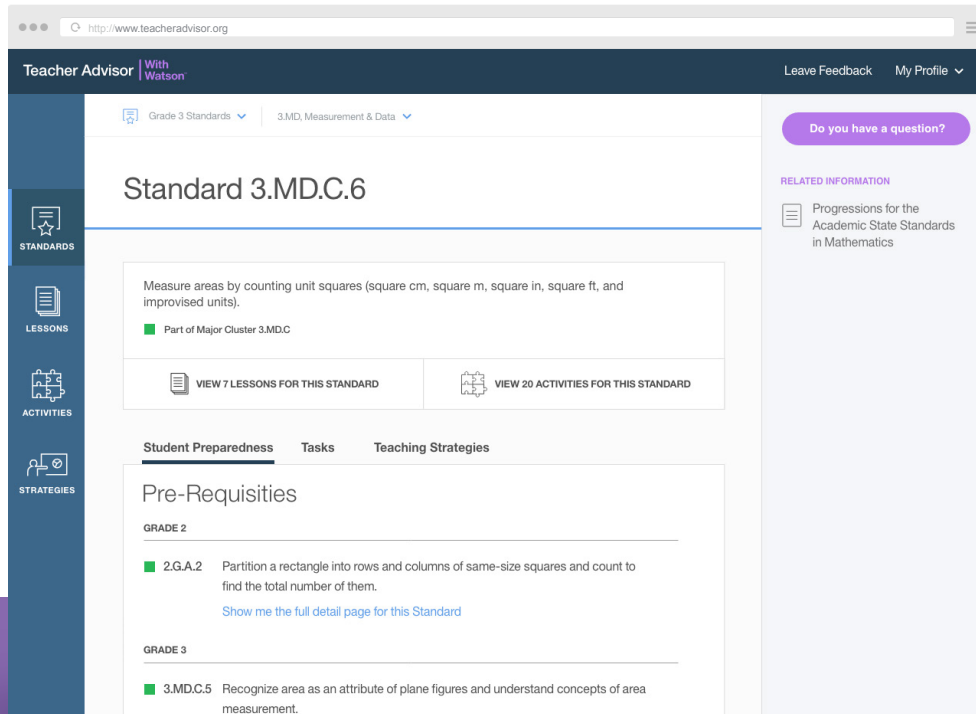 http://www.teacheradvisor.org
Teacher Advisor With Watson
Leave Feedback My Profile
Grade 3 Standards 3.MD, Measurement & Data
Do you have a question?
Standard 3.MD.C.6
RELATED INFORMATION
Progressions for the
Academic State Standards
in Mathematics
STANDARDS
LESSONS
ACTIVITIES
STRATEGIES
Measure areas by counting unit squares (square cm, square m, square in, square ft, and
improvised units).
Part of Major Cluster 3.MD.C
VIEW 7 LESSONS FOR THIS STANDARD
VIEW 20 ACTIVITIES FOR THIS STANDARD
Student Preparedness Tasks Teaching Strategies
Pre-Requisities
GRADE 2
2.G.A.2 Partition a rectangle into rows and columns of same-size squares and count to
find the total number of them.
Show me the full detail page for this Standard
GRADE 3
3.MD.C.5 Recognize area as an attribute of plane figures and understand concepts of area
measurement.